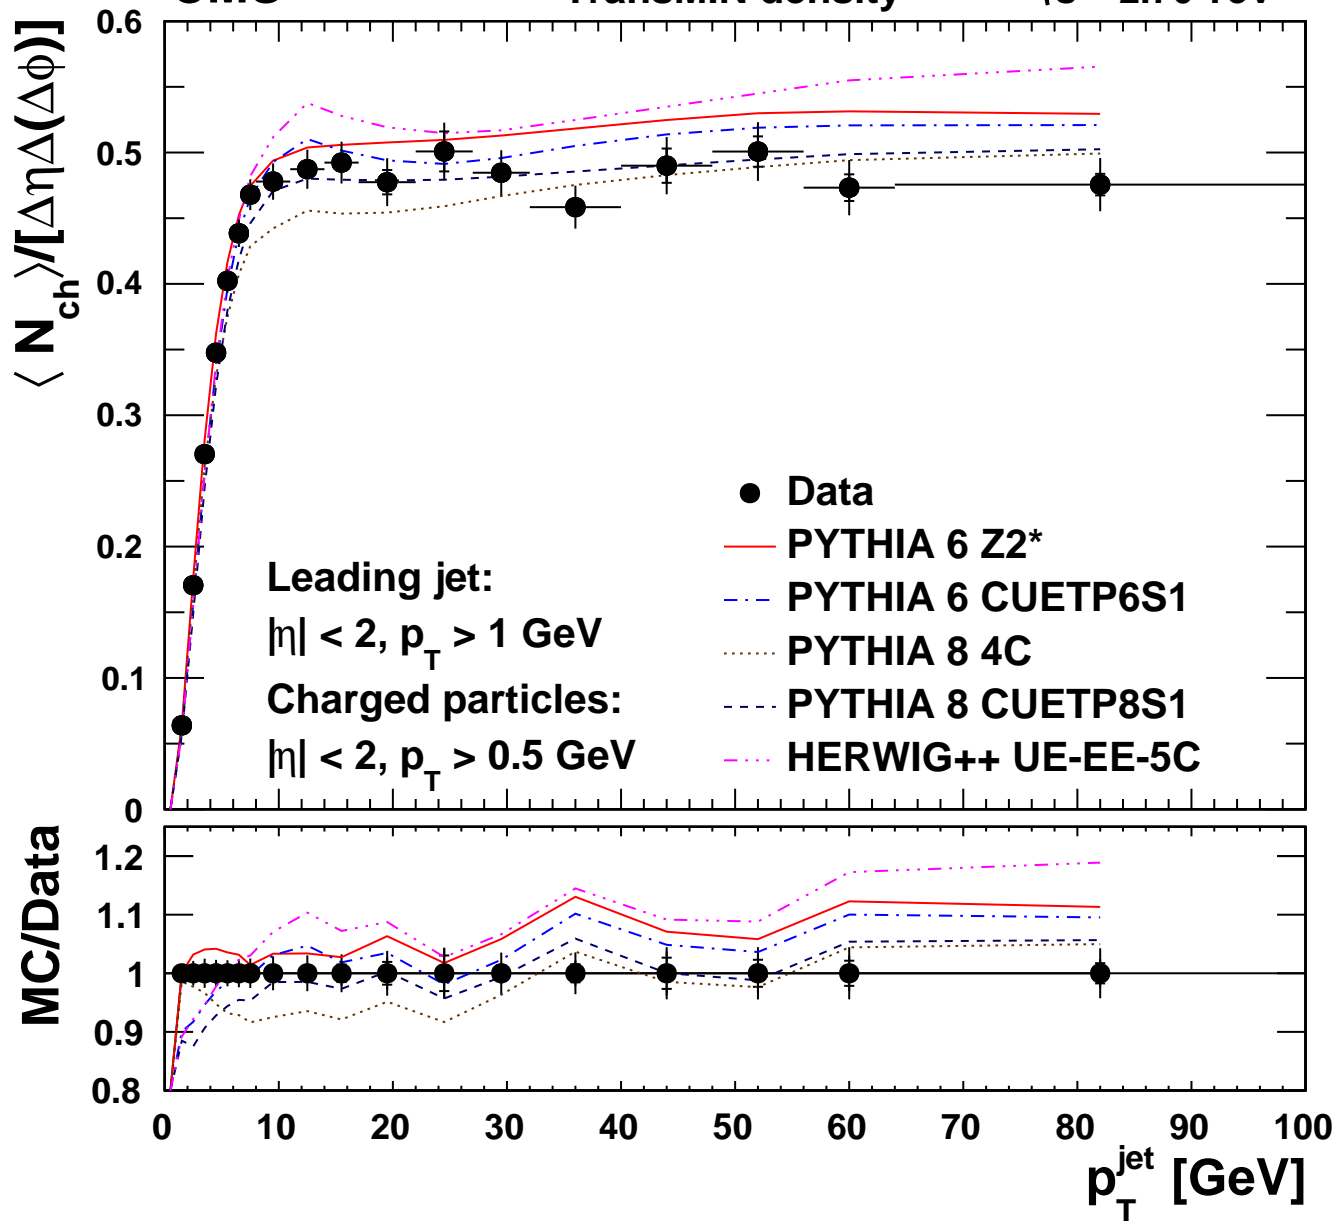 CMS TransMIN density
0.6
0.5
0.4
0.3
0.2
0.1
0
⟨ N_ch ⟩/[ΔηΔ(Δϕ)]
Data
PYTHIA 6 Z2*
PYTHIA 6 CUETP6S1
PYTHIA 8 4C
PYTHIA 8 CUETP8S1
HERWIG++ UE-EE-5C
Leading jet:
|η| < 2, p_T > 1 GeV
Charged particles:
|η| < 2, p_T > 0.5 GeV
MC/Data
1.2
1.1
1
0.9
0.8
0 10 20 30 40 50 60 70 80 90 100
p_T^jet [GeV]